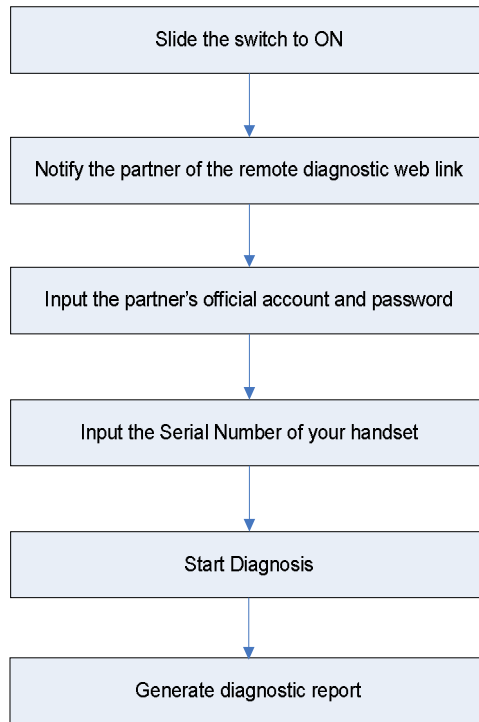 Slide the switch to ON
Notify the partner of the remote diagnostic web link
Input the partner’s official account and password
Input the Serial Number of your handset
Start Diagnosis
Generate diagnostic report